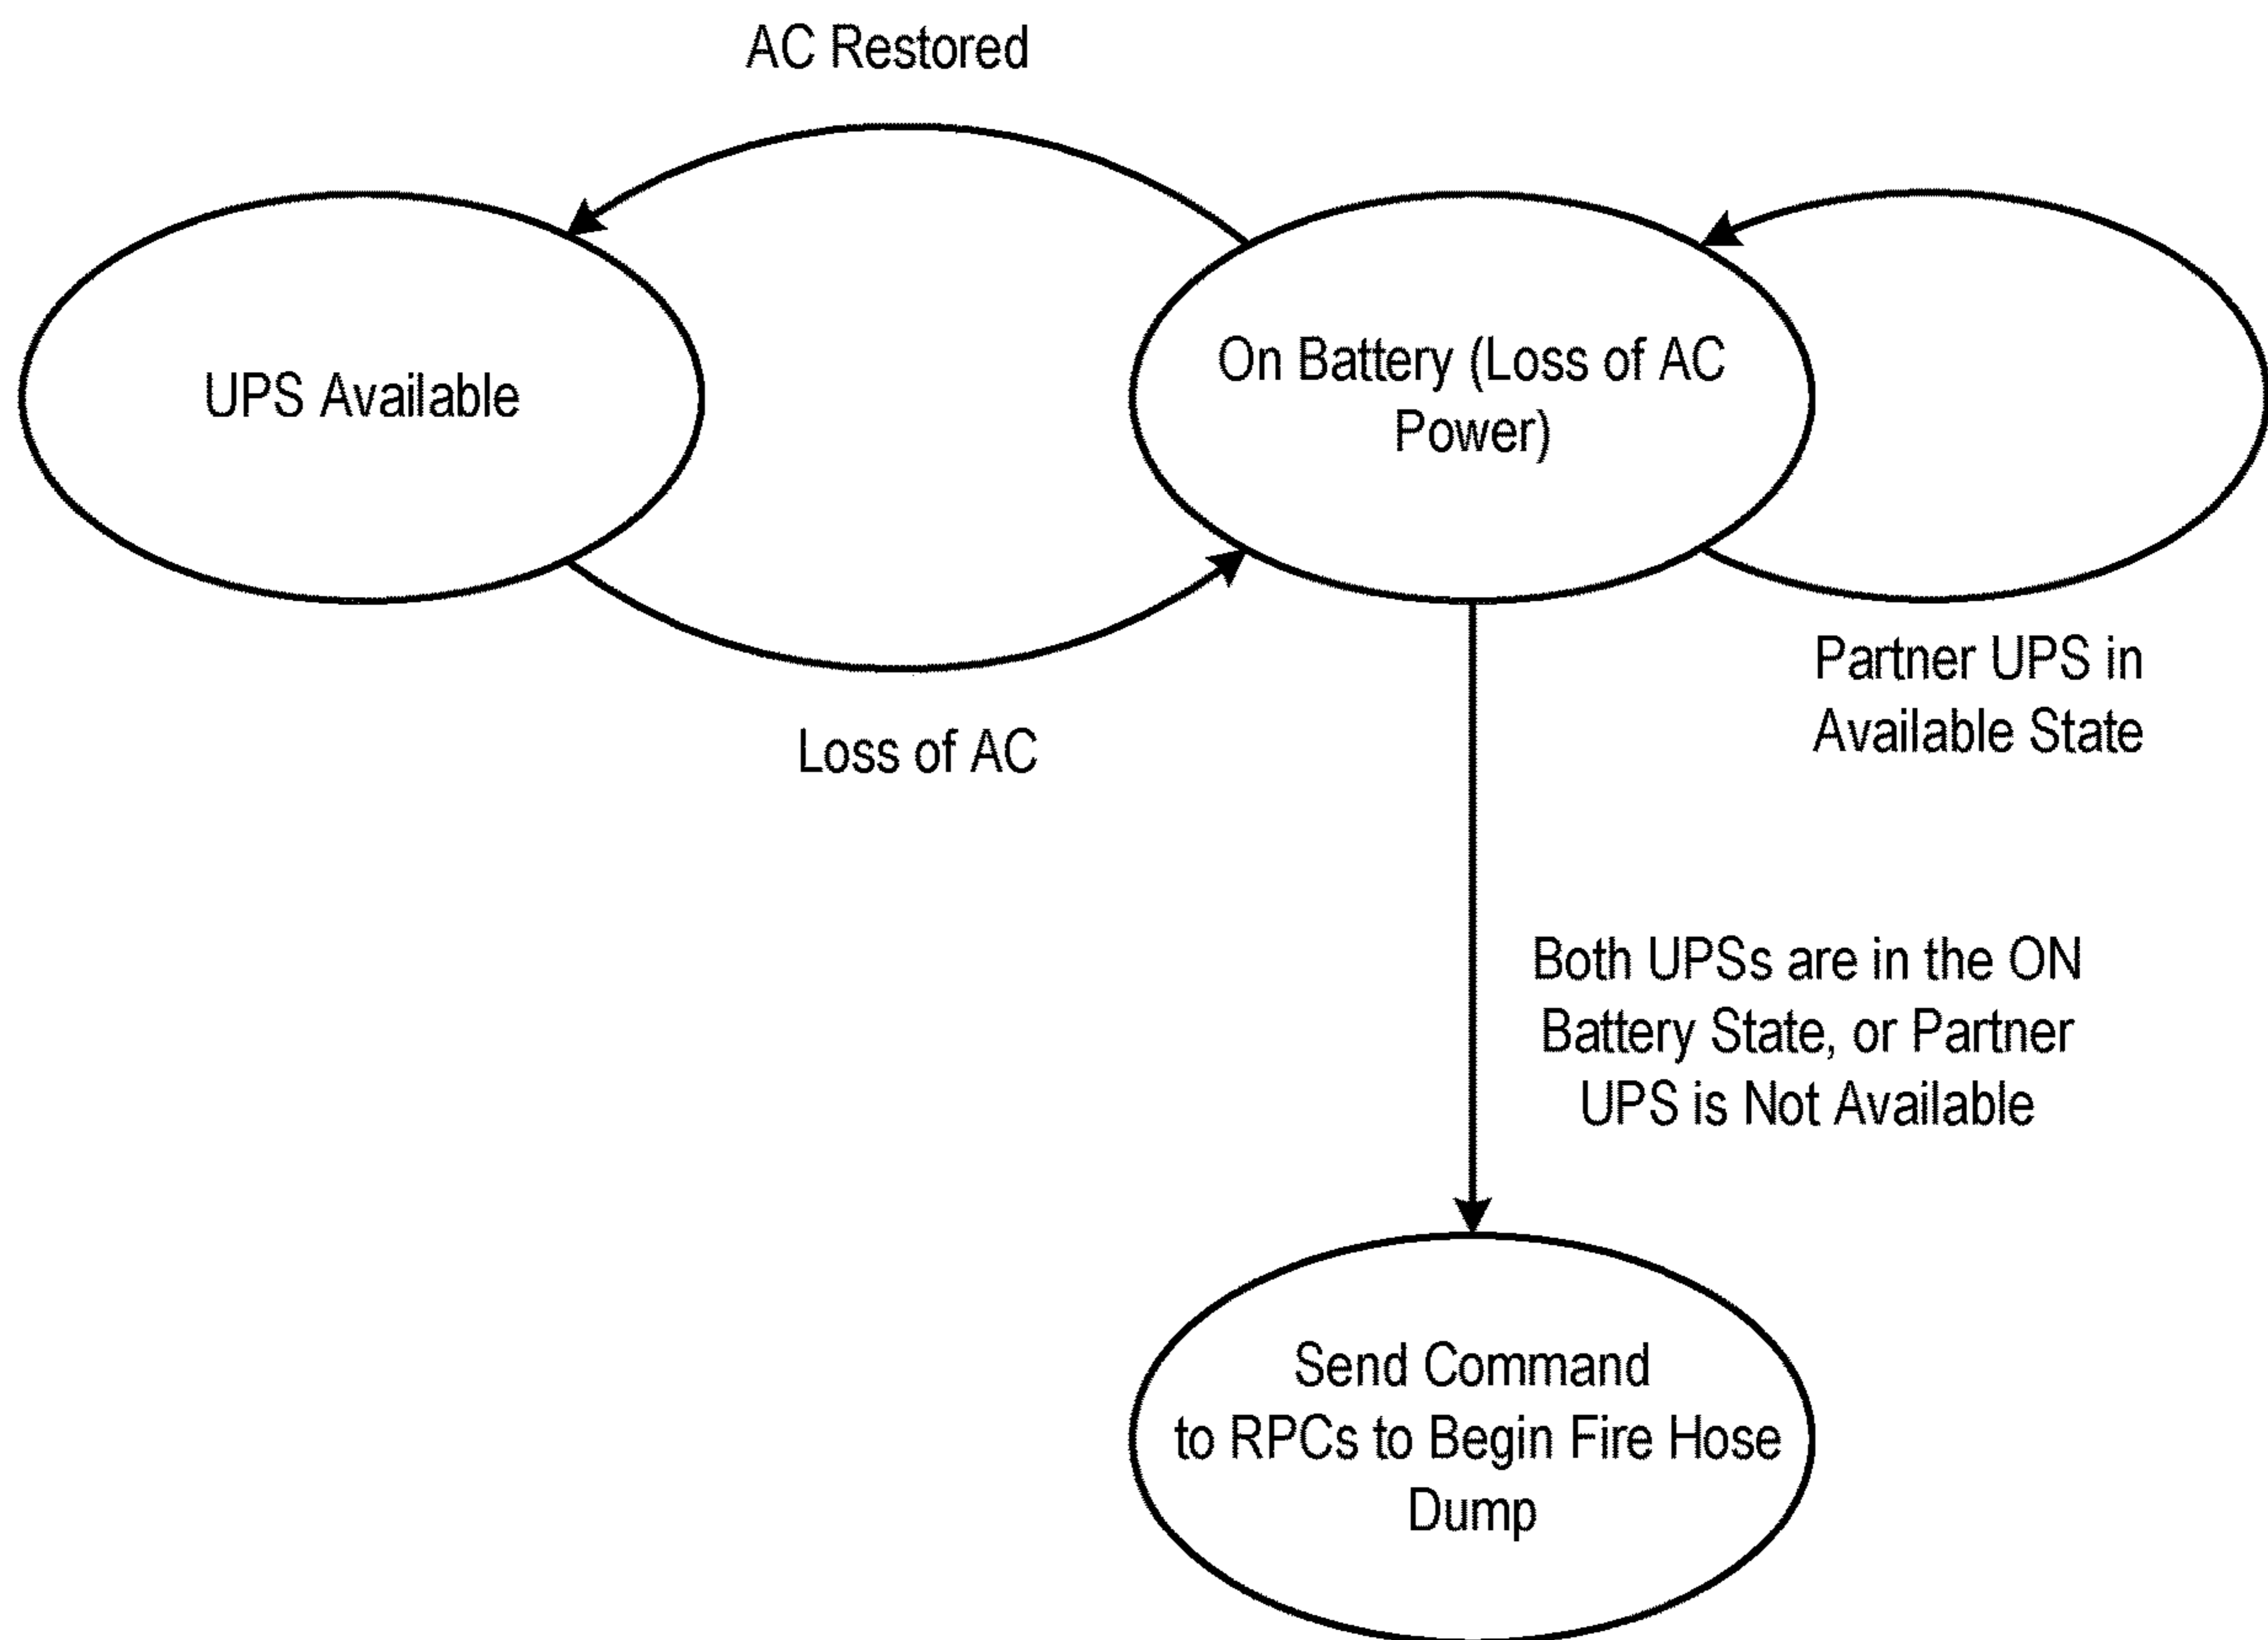 AC Restored
UPS Available
On Battery (Loss of AC
Power)
Partner UPS in
Available State
Loss of AC
Both UPSs are in the ON
Battery State, or Partner
UPS is Not Available
Send Command
to RPCs to Begin Fire Hose
Dump